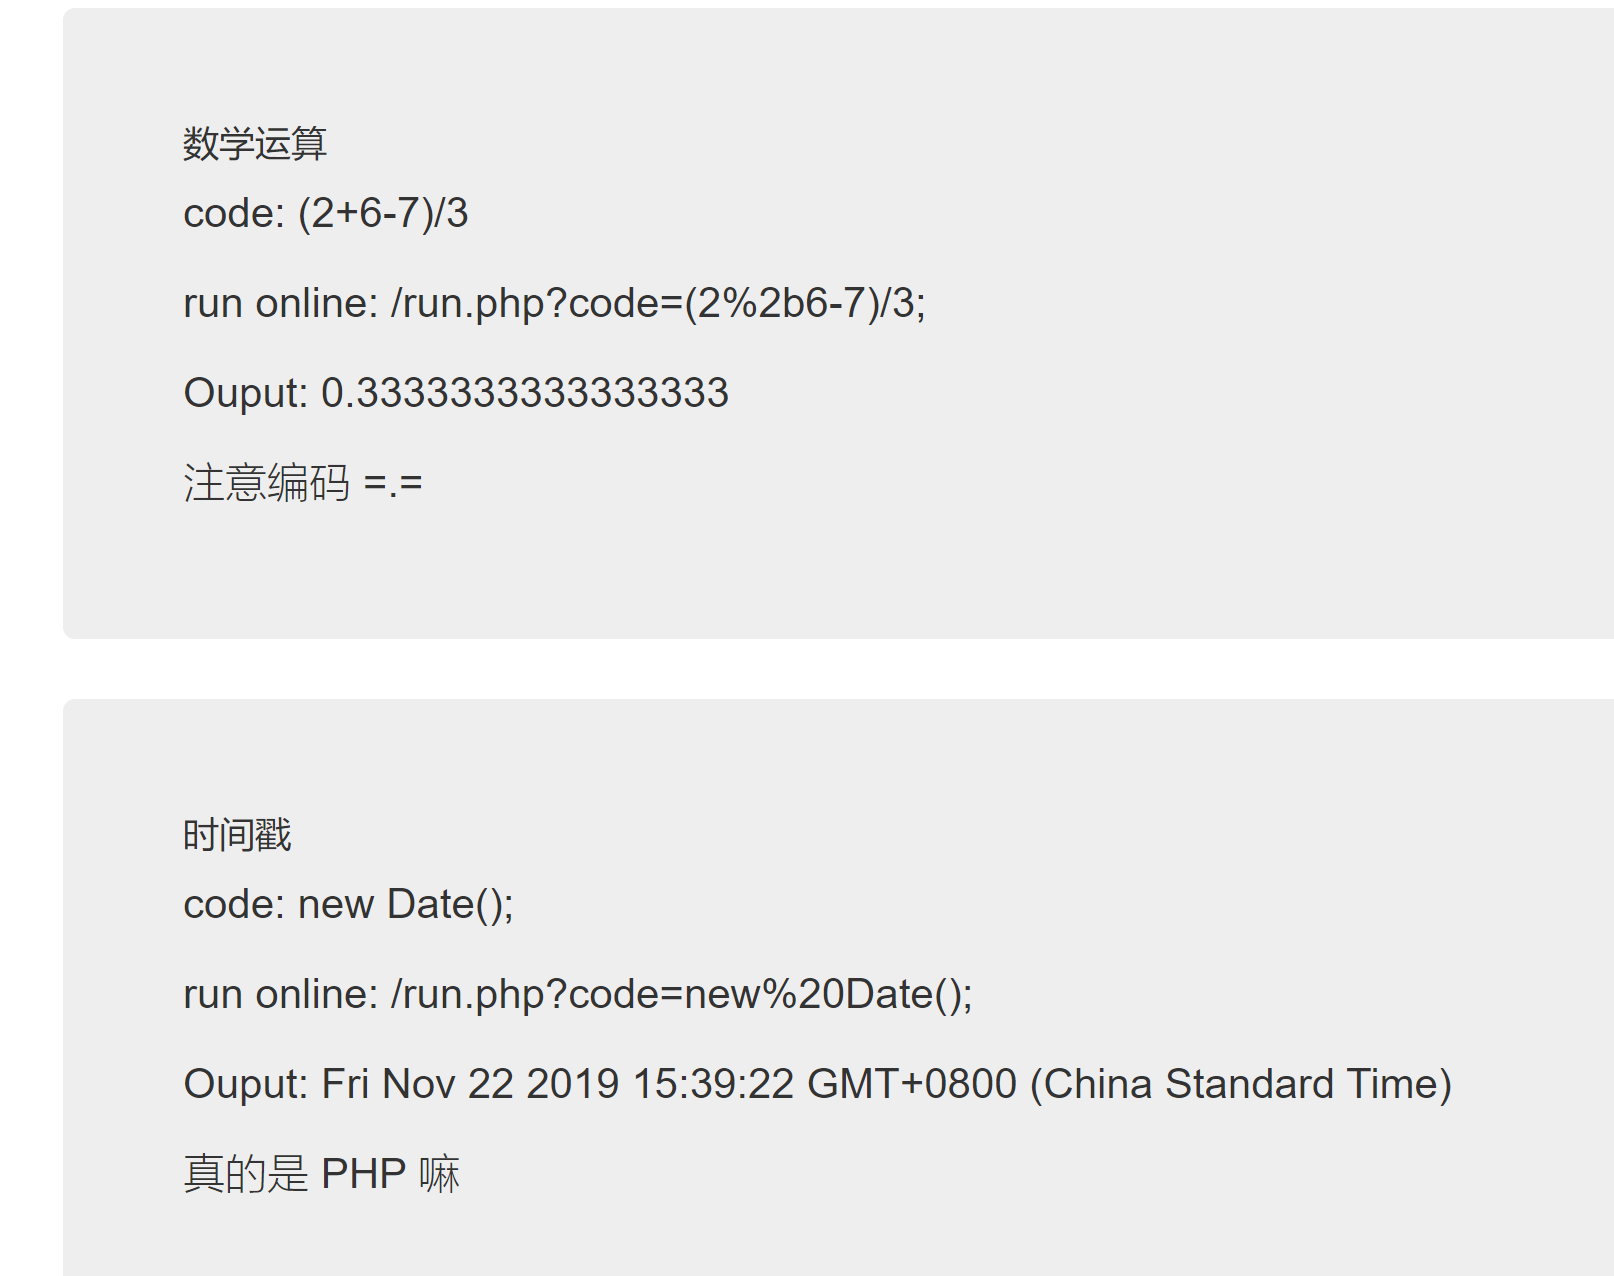 数学运算
code: (2+6-7)/3
run online: /run.php?code=(2%2b6-7)/3;
Ouput: 0.3333333333333333
注意编码 =.=
时间戳
code: new Date();
run online: /run.php?code=new%20Date();
Ouput: Fri Nov 22 2019 15:39:22 GMT+0800 (China Standard Time)
真的是 PHP 嘛